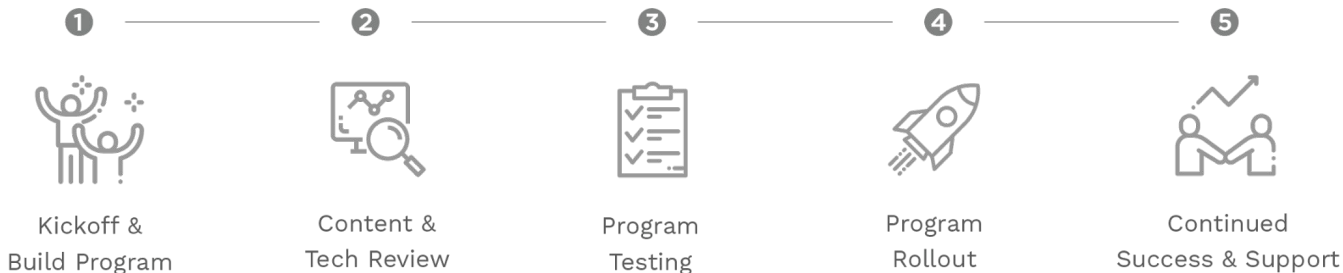 1 2 3 4 5
Kickoff &
Build Program
Content &
Tech Review
Program
Testing
Program
Rollout
Continued
Success & Support